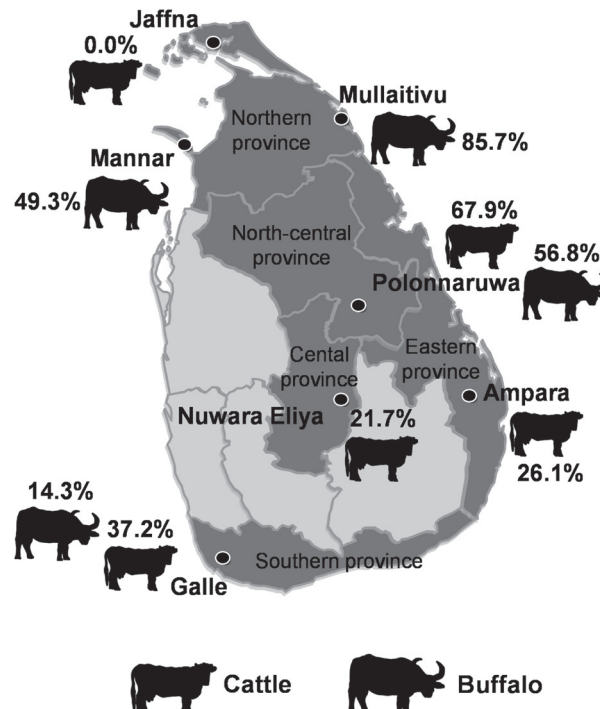 Jaffna
0.0%
Mullaitivu
Northern
province
85.7%
Mannar
49.3%
67.9%
North-central
province
56.8%
Polonnaruwa
Eastern
province
Cental
province
Ampara
Nuwara Eliya
21.7%
26.1%
14.3%
37.2%
Southern province
Galle
Cattle
Buffalo